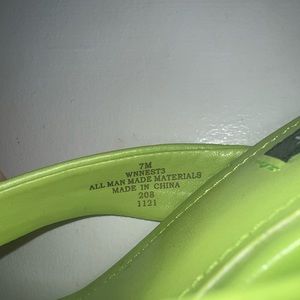 7M
WNNEST3
ALL MAN MADE MATERIALS
MADE IN CHINA
208
1121